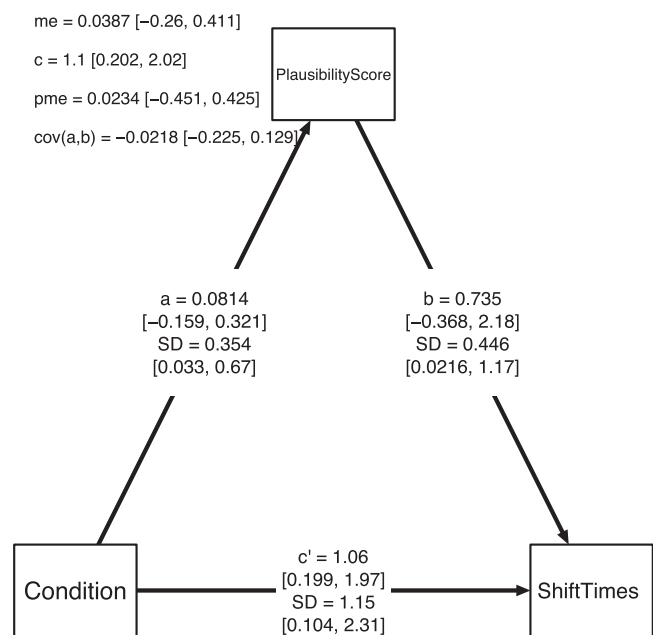 me = 0.0387 [−0.26, 0.411]
c = 1.1 [0.202, 2.02]
pme = 0.0234 [−0.451, 0.425]
cov(a,b) = −0.0218 [−0.225, 0.129]
PlausibilityScore
a = 0.0814
[−0.159, 0.321]
SD = 0.354
[0.033, 0.67]
b = 0.735
[−0.368, 2.18]
SD = 0.446
[0.0216, 1.17]
Condition
c' = 1.06
[0.199, 1.97]
SD = 1.15
[0.104, 2.31]
ShiftTimes